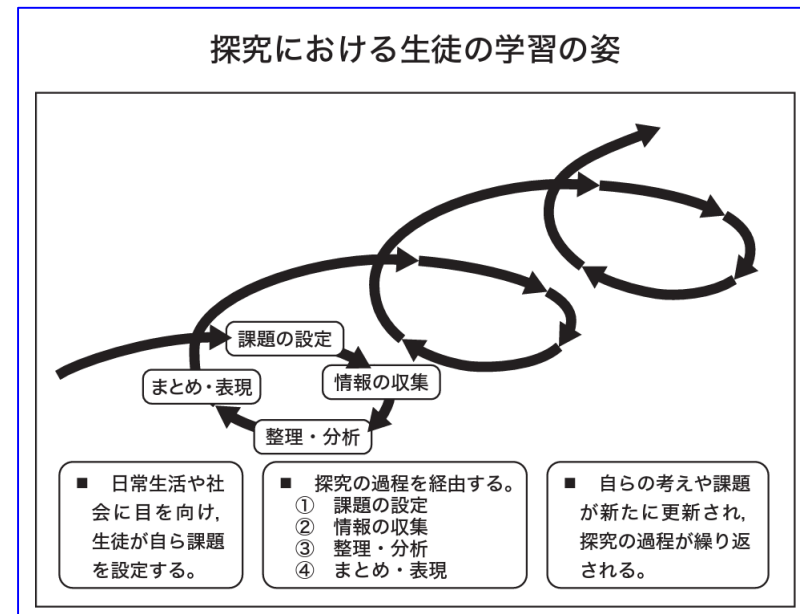 探究における生徒の学習の姿
課題の設定
まとめ・表現
情報の収集
整理・分析
■ 日常生活や社
会に目を向け,
生徒が自ら課題
を設定する。
■ 探究の過程を経由する。
① 課題の設定
② 情報の収集
③ 整理・分析
④ まとめ・表現
■ 自らの考えや課題
が新たに更新され,
探究の過程が繰り返
される。